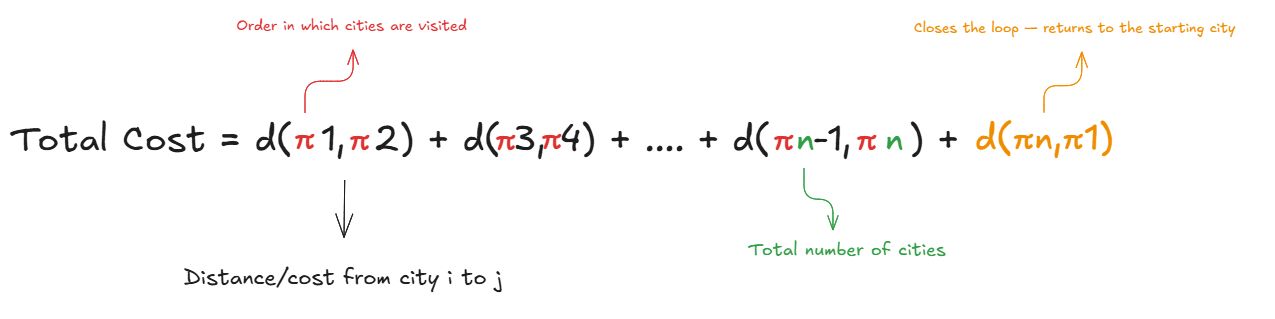 Order in which cities are visited
Closes the loop — returns to the starting city
Total Cost = d(π1,π2) + d(π3,π4) + .... + d(πn-1,πn) + d(πn,π1)
Total number of cities
Distance/cost from city i to j